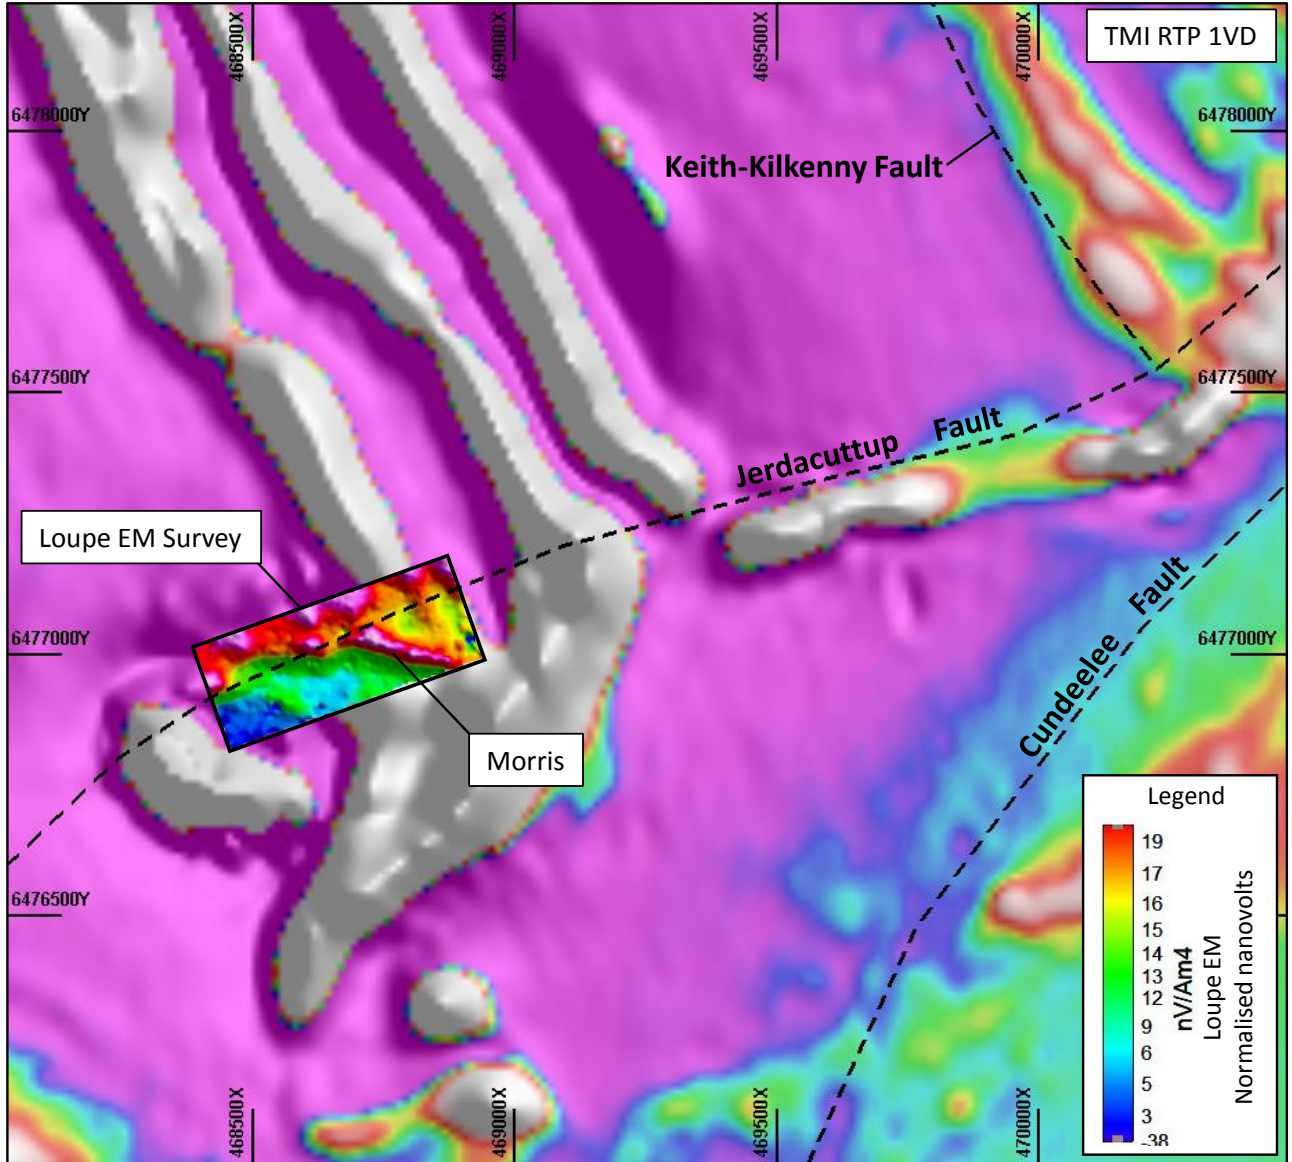 468500X
469000X
469500X
470000X
TMI RTP 1VD
6478000Y
6478000Y
Keith-Kilkenny Fault
6477500Y
6477500Y
Jerdacuttup Fault
Loupe EM Survey
6477000Y
6477000Y
Cundeelee Fault
Morris
6476500Y
Legend
19
17
16
15
14
13
12
9
6
5
3
-38
nV/Am4
Loupe EM
Normalised nanovolts
468500X
469000X
469500X
470000X